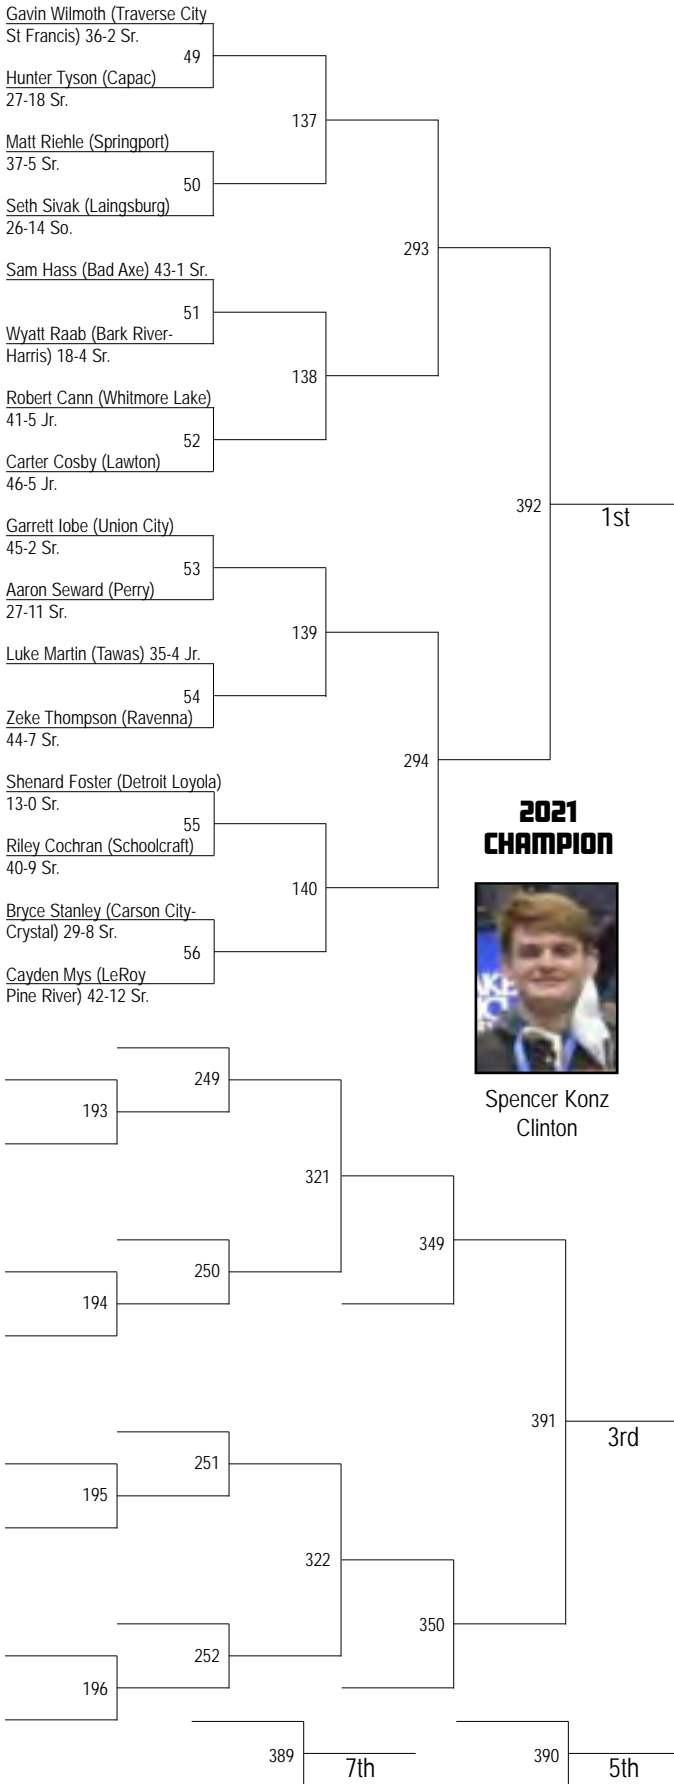 Gavin Wilmoth (Traverse City
St Francis) 36-2 Sr.
49
Hunter Tyson (Capac)
27-18 Sr.
137
Matt Riehle (Springport)
37-5 Sr.
50
Seth Sivak (Laingsburg)
26-14 So.
293
Sam Hass (Bad Axe) 43-1 Sr.
51
Wyatt Raab (Bark River-
Harris) 18-4 Sr.
138
Robert Cann (Whitmore Lake)
41-5 Jr.
52
Carter Cosby (Lawton)
46-5 Jr.
392
1st
Garrett Iobe (Union City)
45-2 Sr.
53
Aaron Seward (Perry)
27-11 Sr.
139
Luke Martin (Tawas) 35-4 Jr.
54
Zeke Thompson (Ravenna)
44-7 Sr.
294
Shenard Foster (Detroit Loyola)
13-0 Sr.
55
Riley Cochran (Schoolcraft)
40-9 Sr.
140
Bryce Stanley (Carson City-
Crystal) 29-8 Sr.
56
Cayden Mys (LeRoy
Pine River) 42-12 Sr.
2021
CHAMPION
Spencer Konz
Clinton
249
193
321
349
250
194
391
3rd
251
195
322
350
252
196
389
7th
390
5th